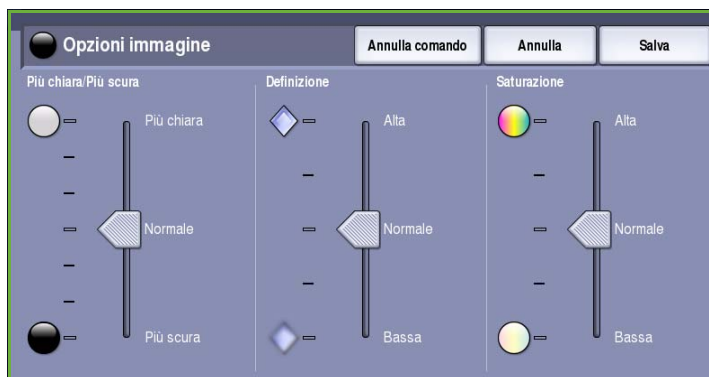 Opzioni immagine
Annulla comando
Annulla
Salva
Più chiara/Più scura
Più chiara
Normale
Più scura
Definizione
Alta
Normale
Bassa
Saturazione
Alta
Normale
Bassa